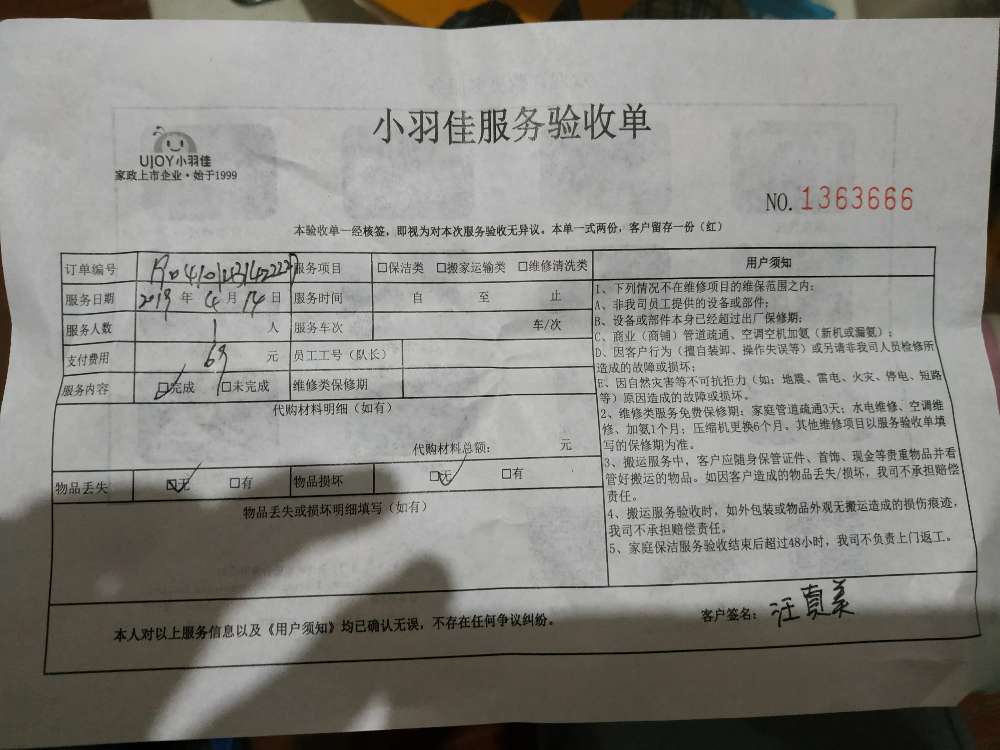 小羽佳服务验收单
UJOY小羽佳
家政上市企业·始于1999
NO. 1363666
本验收单一经核签，即视为对本次服务验收无异议。本单一式两份，客户留存一份（红）
订单编号 服务项目 □保洁类 □搬家运输类 □维修清洗类
服务日期 2019 年 4 月 14 日 服务时间 自 至 止
服务人数 1 人 服务车次 车/次
支付费用 69 元 员工工号（队长）
服务内容 □完成 □未完成 维修类保修期
代购材料明细（如有）
代购材料总额： 元
物品丢失 □无 □有 物品损坏 □无 □有
物品丢失或损坏明细填写（如有）
用户须知
1、下列情况不在维修项目的维保范围之内：
A、非我司员工提供的设备或部件；
B、设备或部件本身已经超过出厂保修期；
C、商业（商铺）管道疏通、空调空机加氨（新机或漏氨）；
D、因客户行为（擅自装卸、操作失误等）或另请非我司人员检修所
造成的故障或损坏；
E、因自然灾害等不可抗拒力（如：地震、雷电、火灾、停电、短路
等）原因造成的故障或损坏。
2、维修类服务免费保修期：家庭管道疏通3天；水电维修、空调维
修、加氨1个月；压缩机更换6个月，其他维修项目以服务验收单填
写的保修期为准。
3、搬运服务中，客户应随身保管证件、首饰、现金等贵重物品并看
管好搬运的物品。如因客户造成的物品丢失/损坏，我司不承担赔偿
责任。
4、搬运服务验收时，如外包装或物品外观无搬运造成的损伤痕迹，
我司不承担赔偿责任。
5、家庭保洁服务验收结束后超过48小时，我司不负责上门返工。
本人对以上服务信息以及《用户须知》均已确认无误，不存在任何争议纠纷。
客户签名：汪真美